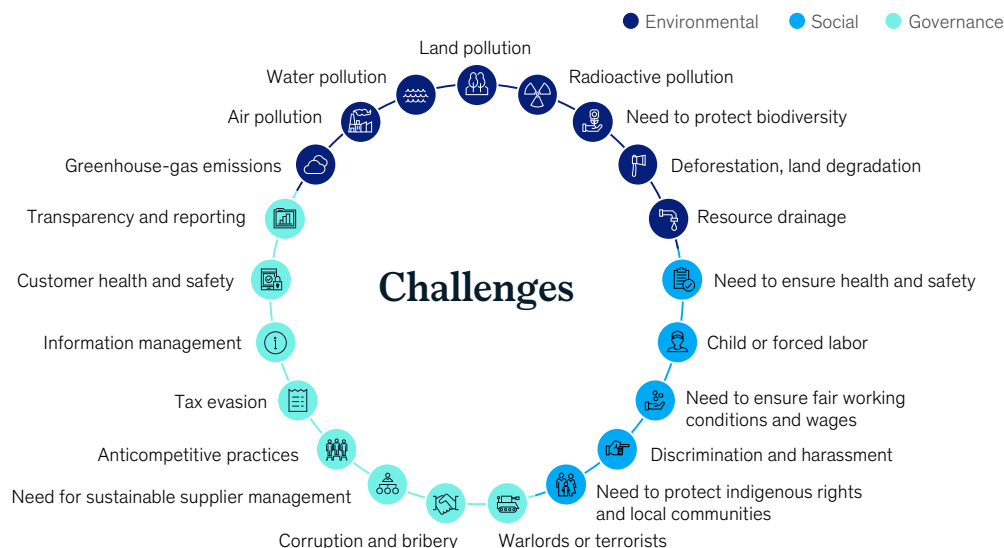 Environmental
Social
Governance
Land pollution
Water pollution
Radioactive pollution
Air pollution
Need to protect biodiversity
Greenhouse-gas emissions
Deforestation, land degradation
Transparency and reporting
Resource drainage
Customer health and safety
Challenges
Need to ensure health and safety
Information management
Child or forced labor
Tax evasion
Need to ensure fair working
conditions and wages
Anticompetitive practices
Discrimination and harassment
Need for sustainable supplier management
Need to protect indigenous rights
and local communities
Corruption and bribery
Warlords or terrorists